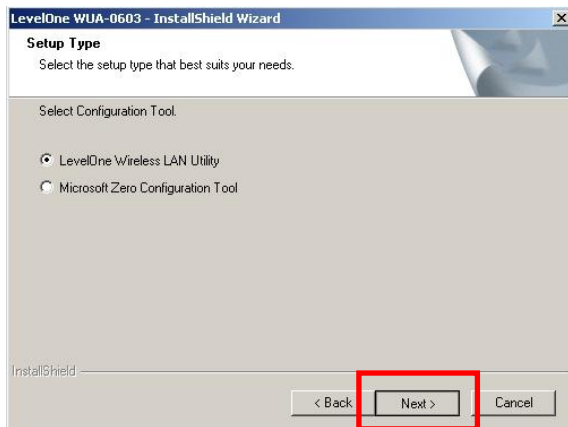 LevelOne WUA-0603 - InstallShield Wizard
Setup Type
Select the setup type that best suits your needs.
Select Configuration Tool.
LevelOne Wireless LAN Utility
Microsoft Zero Configuration Tool
InstallShield
< Back
Next >
Cancel